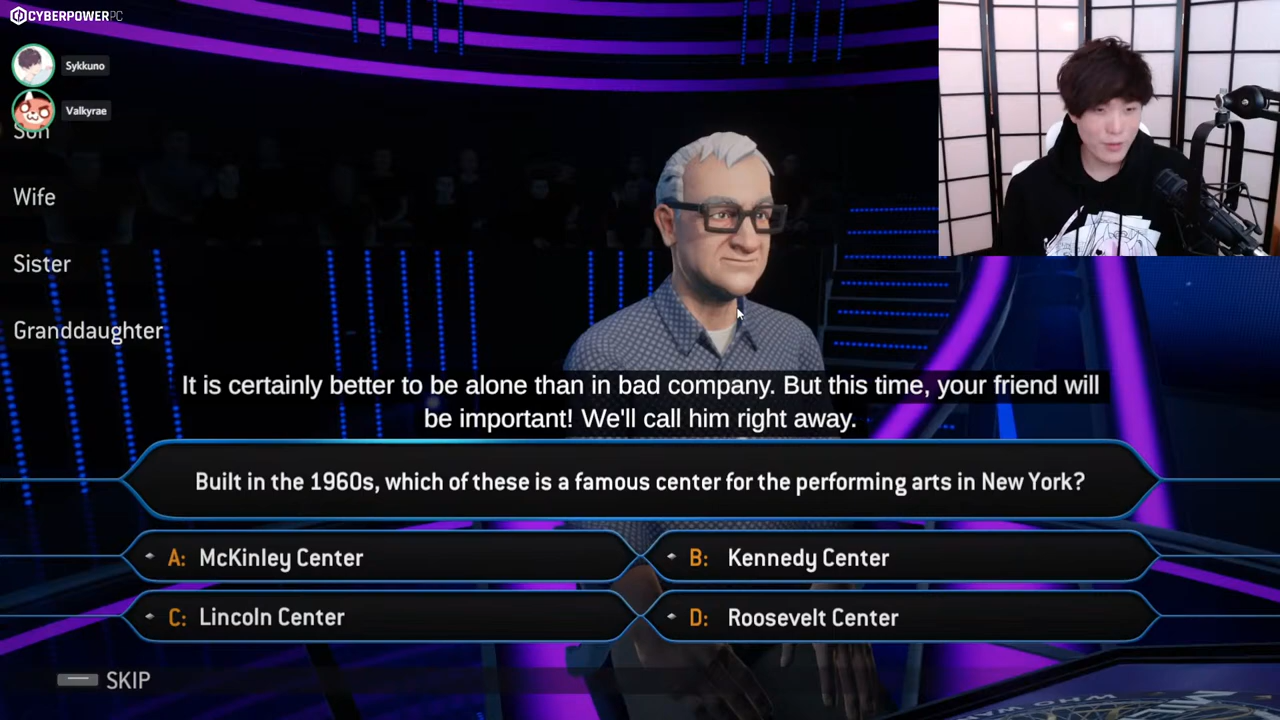 CYBERPOWERPC
Sykkuno
Valkyrae
Son
Wife
Sister
Granddaughter
It is certainly better to be alone than in bad company. But this time, your friend will
be important! We'll call him right away.
Built in the 1960s, which of these is a famous center for the performing arts in New York?
A: McKinley Center
B: Kennedy Center
C: Lincoln Center
D: Roosevelt Center
SKIP
WHO WA